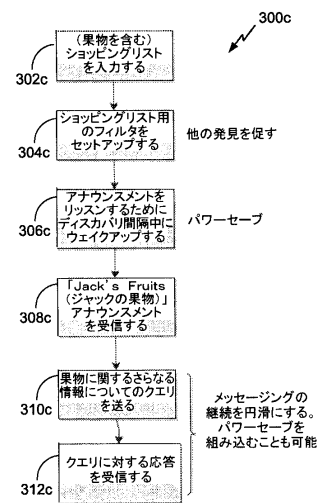 300c
(果物を含む)
ショッピングリスト
を入力する
302c
ショッピングリスト用
のフィルタを
セットアップする
304c
他の発見を促す
アナウンスメントを
リッスンするために
ディスカバリ間隔中に
ウェイクアップする
306c
パワーセーブ
「Jack's Fruits
(ジャックの果物)」
アナウンスメント
を受信する
308c
果物に関するさらなる
情報についてのクエリ
を送る
310c
メッセージングの
継続を円滑にする。
パワーセーブを
組み込むことも可能
クエリに対する応答
を受信する
312c